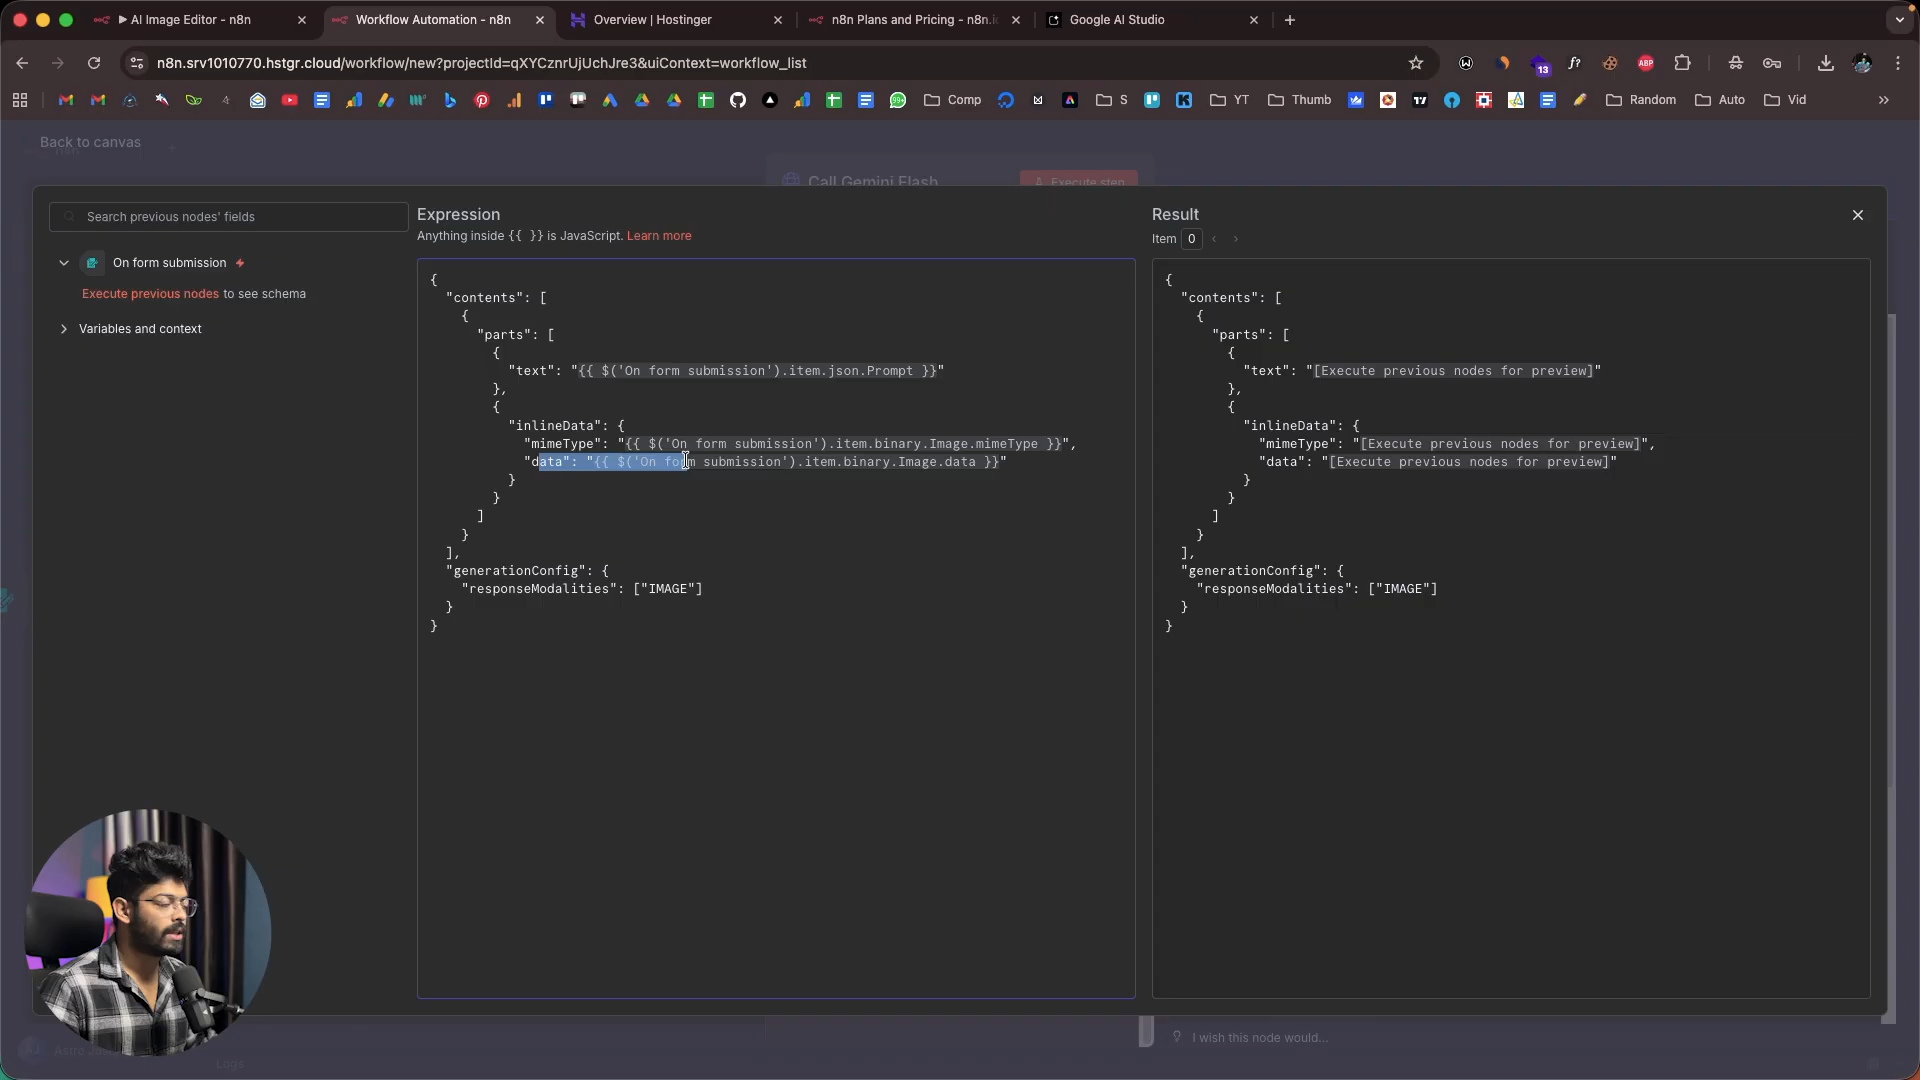 AI Image Editor - n8n
Workflow Automation - n8n
Overview | Hostinger
n8n Plans and Pricing - n8n.i
Google AI Studio
n8n.srv1010770.hstgr.cloud/workflow/new?projectId=qXYCznrUjUchJre3&uiContext=workflow_list
13
ABP
Comp
S
YT
Thumb
Random
Auto
Vid
Back to canvas
Call Gemini Flash
Execute step
Search previous nodes' fields
On form submission
Execute previous nodes to see schema
Variables and context
Expression
Anything inside {{ }} is JavaScript. Learn more
{
"contents": [
{
"parts": [
{
"text": "{{ $('On form submission').item.json.Prompt }}"
},
{
"inlineData": {
"mimeType": "{{ $('On form submission').item.binary.Image.mimeType }}",
"data": "{{ $('On form submission').item.binary.Image.data }}"
}
}
]
}
],
"generationConfig": {
"responseModalities": ["IMAGE"]
}
}
Result
Item 0
{
"contents": [
{
"parts": [
{
"text": "[Execute previous nodes for preview]"
},
{
"inlineData": {
"mimeType": "[Execute previous nodes for preview]",
"data": "[Execute previous nodes for preview]"
}
}
]
}
],
"generationConfig": {
"responseModalities": ["IMAGE"]
}
}
I wish this node would...
Logs